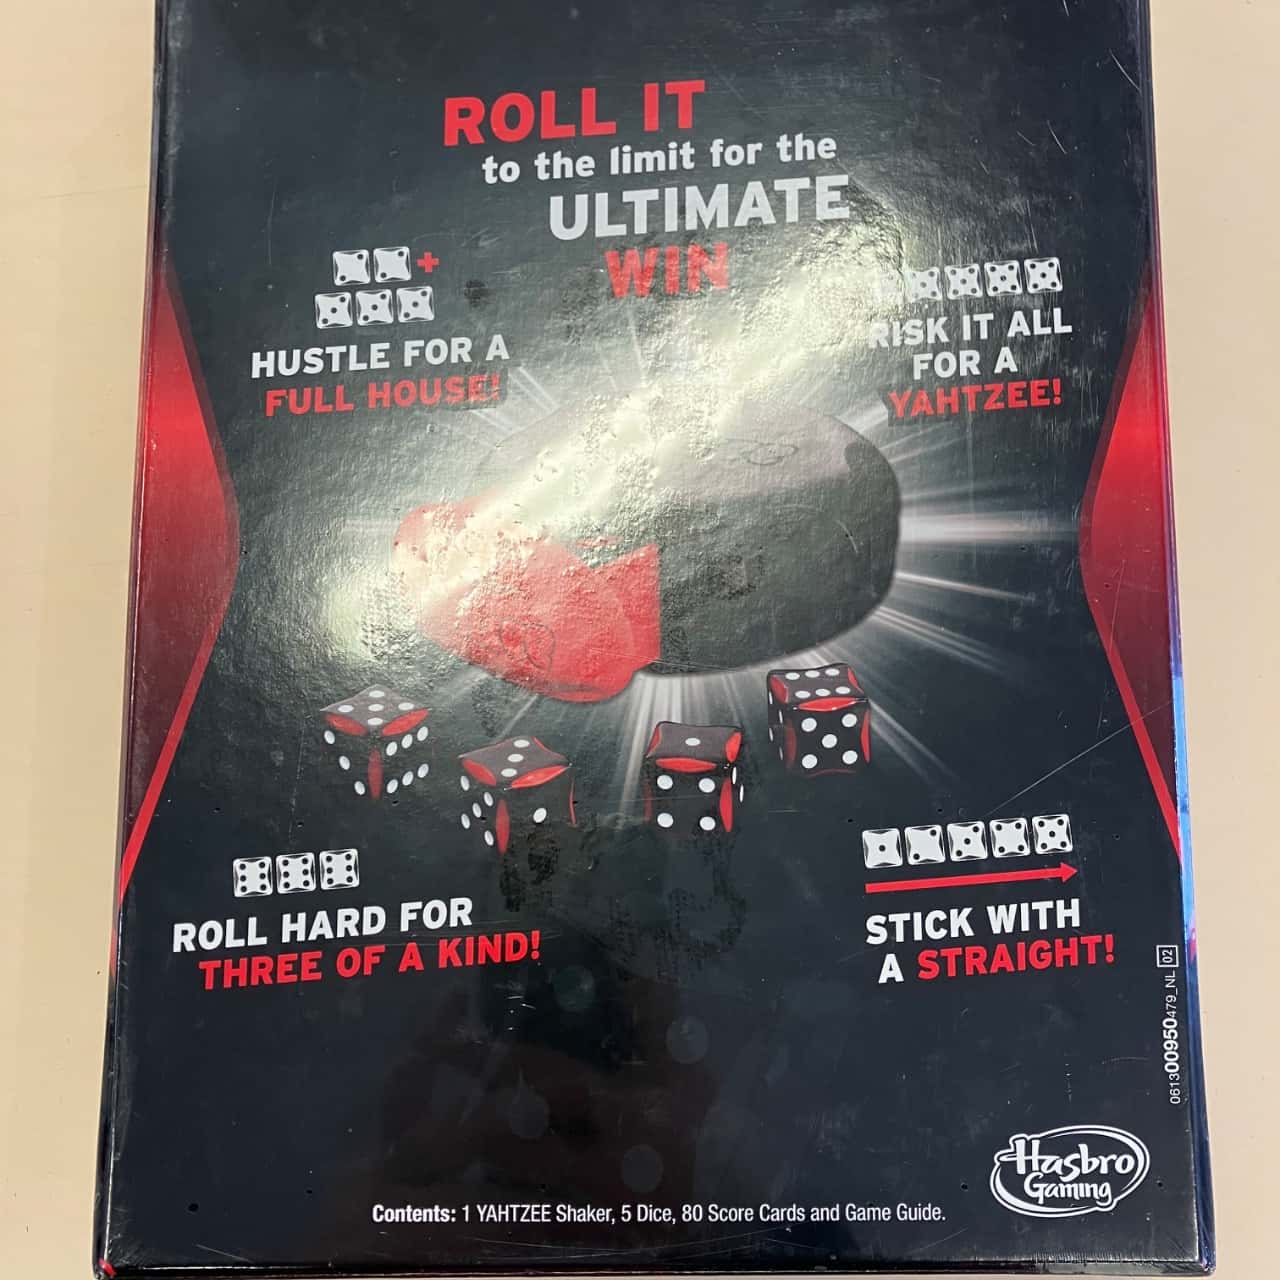 ROLL IT
to the limit for the
ULTIMATE
WIN
+
HUSTLE FOR A
FULL HOUSE!
RISK IT ALL
FOR A
YAHTZEE!
ROLL HARD FOR
THREE OF A KIND!
STICK WITH
A STRAIGHT!
061300950479_NL 02
Hasbro
Gaming
Contents: 1 YAHTZEE Shaker, 5 Dice, 80 Score Cards and Game Guide.